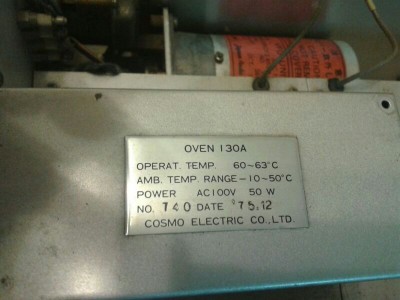 OVEN 130A
OPERAT. TEMP. 60~63°C
AMB. TEMP. RANGE -10~50°C
POWER AC100V 50 W
NO. 740 DATE '75.12
COSMO ELECTRIC CO., LTD.